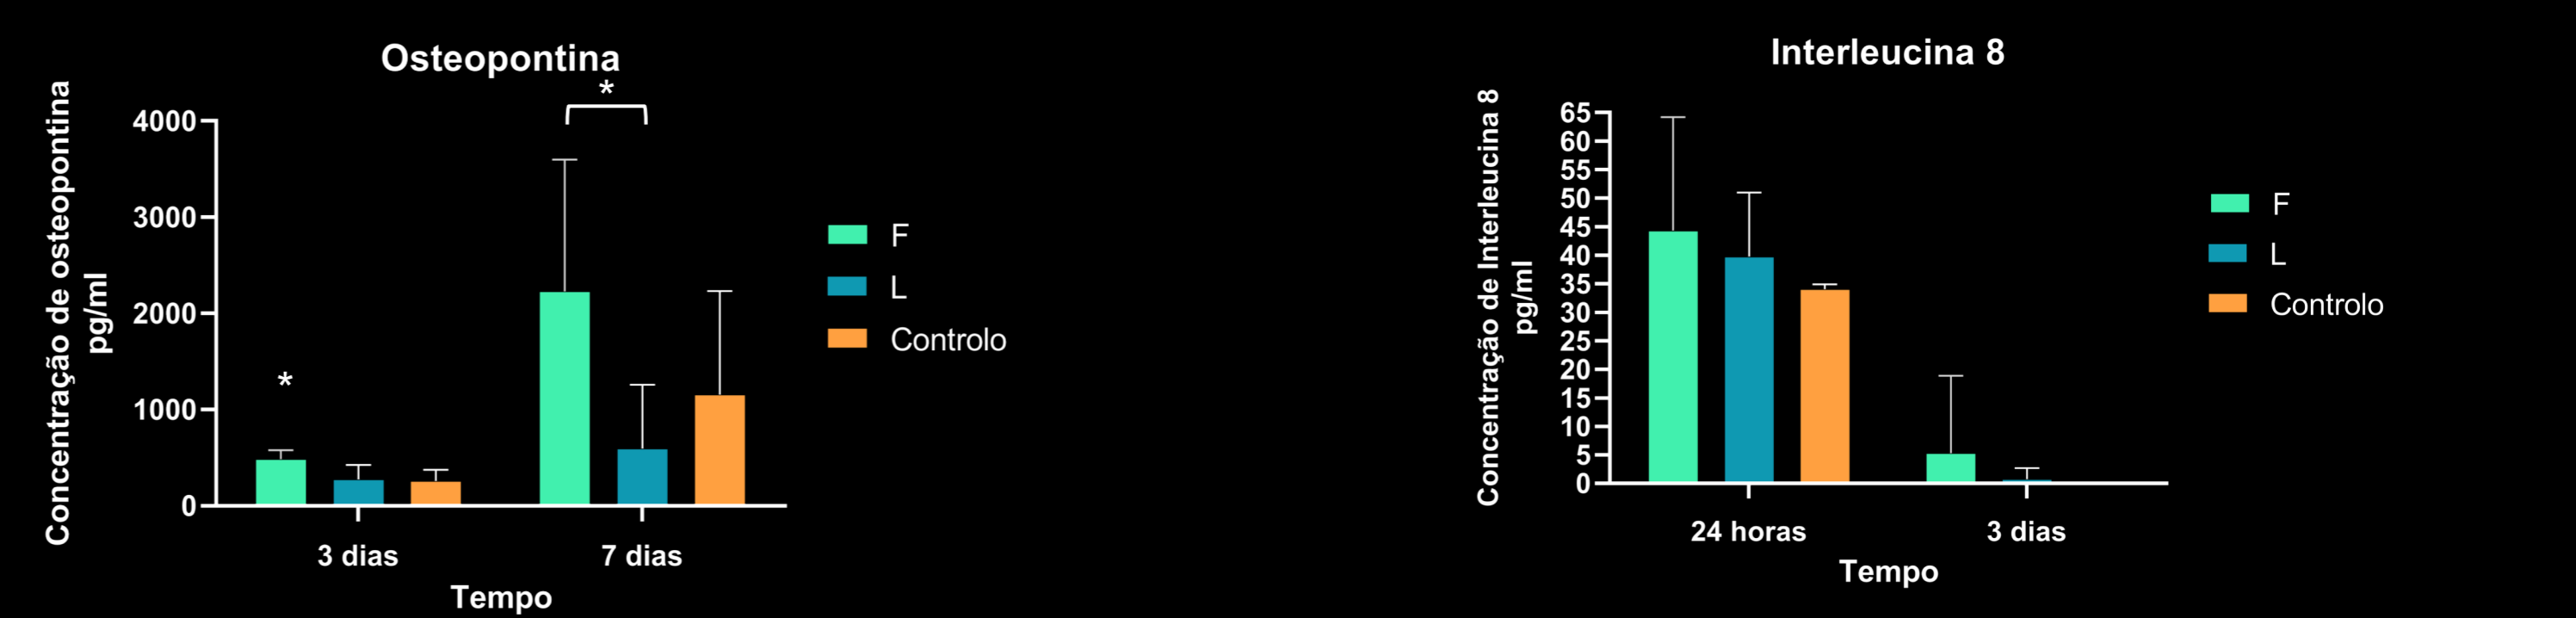 Osteopontina
*
Concentração de osteopontina
pg/ml
4000
3000
2000
1000
0
*
3 dias
7 dias
Tempo
F
L
Controlo
Interleucina 8
Concentração de Interleucina 8
pg/ml
65
60
55
50
45
40
35
30
25
20
15
10
5
0
24 horas
3 dias
Tempo
F
L
Controlo